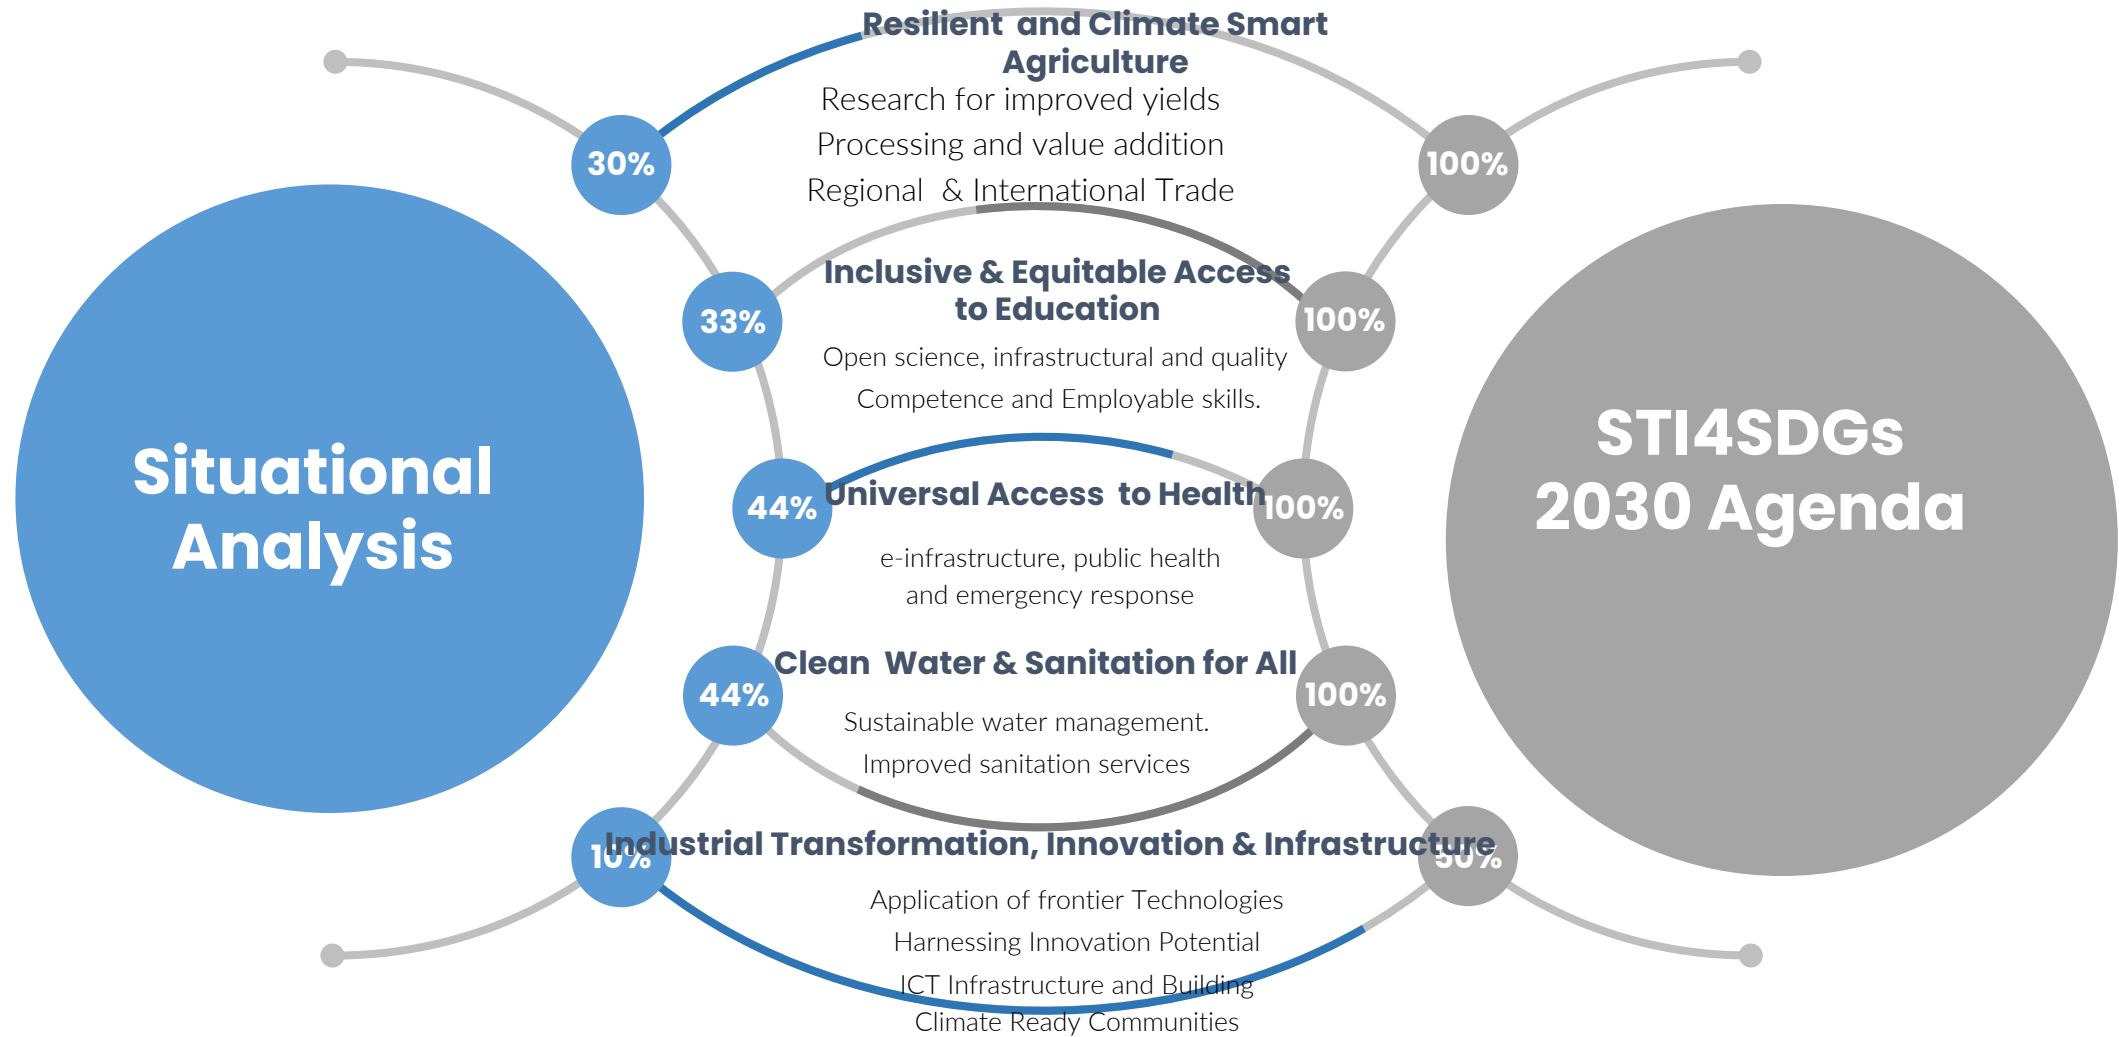 Resilient and Climate Smart
Agriculture
Research for improved yields
Processing and value addition
Regional & International Trade
30%
100%
Inclusive & Equitable Access
to Education
33%
100%
Open science, infrastructural and quality
Competence and Employable skills.
Situational
Analysis
STI4SDGs
2030 Agenda
Universal Access to Health
44%
100%
e-infrastructure, public health
and emergency response
Clean Water & Sanitation for All
44%
100%
Sustainable water management.
Improved sanitation services
Industrial Transformation, Innovation & Infrastructure
10%
50%
Application of frontier Technologies
Harnessing Innovation Potential
ICT Infrastructure and Building
Climate Ready Communities